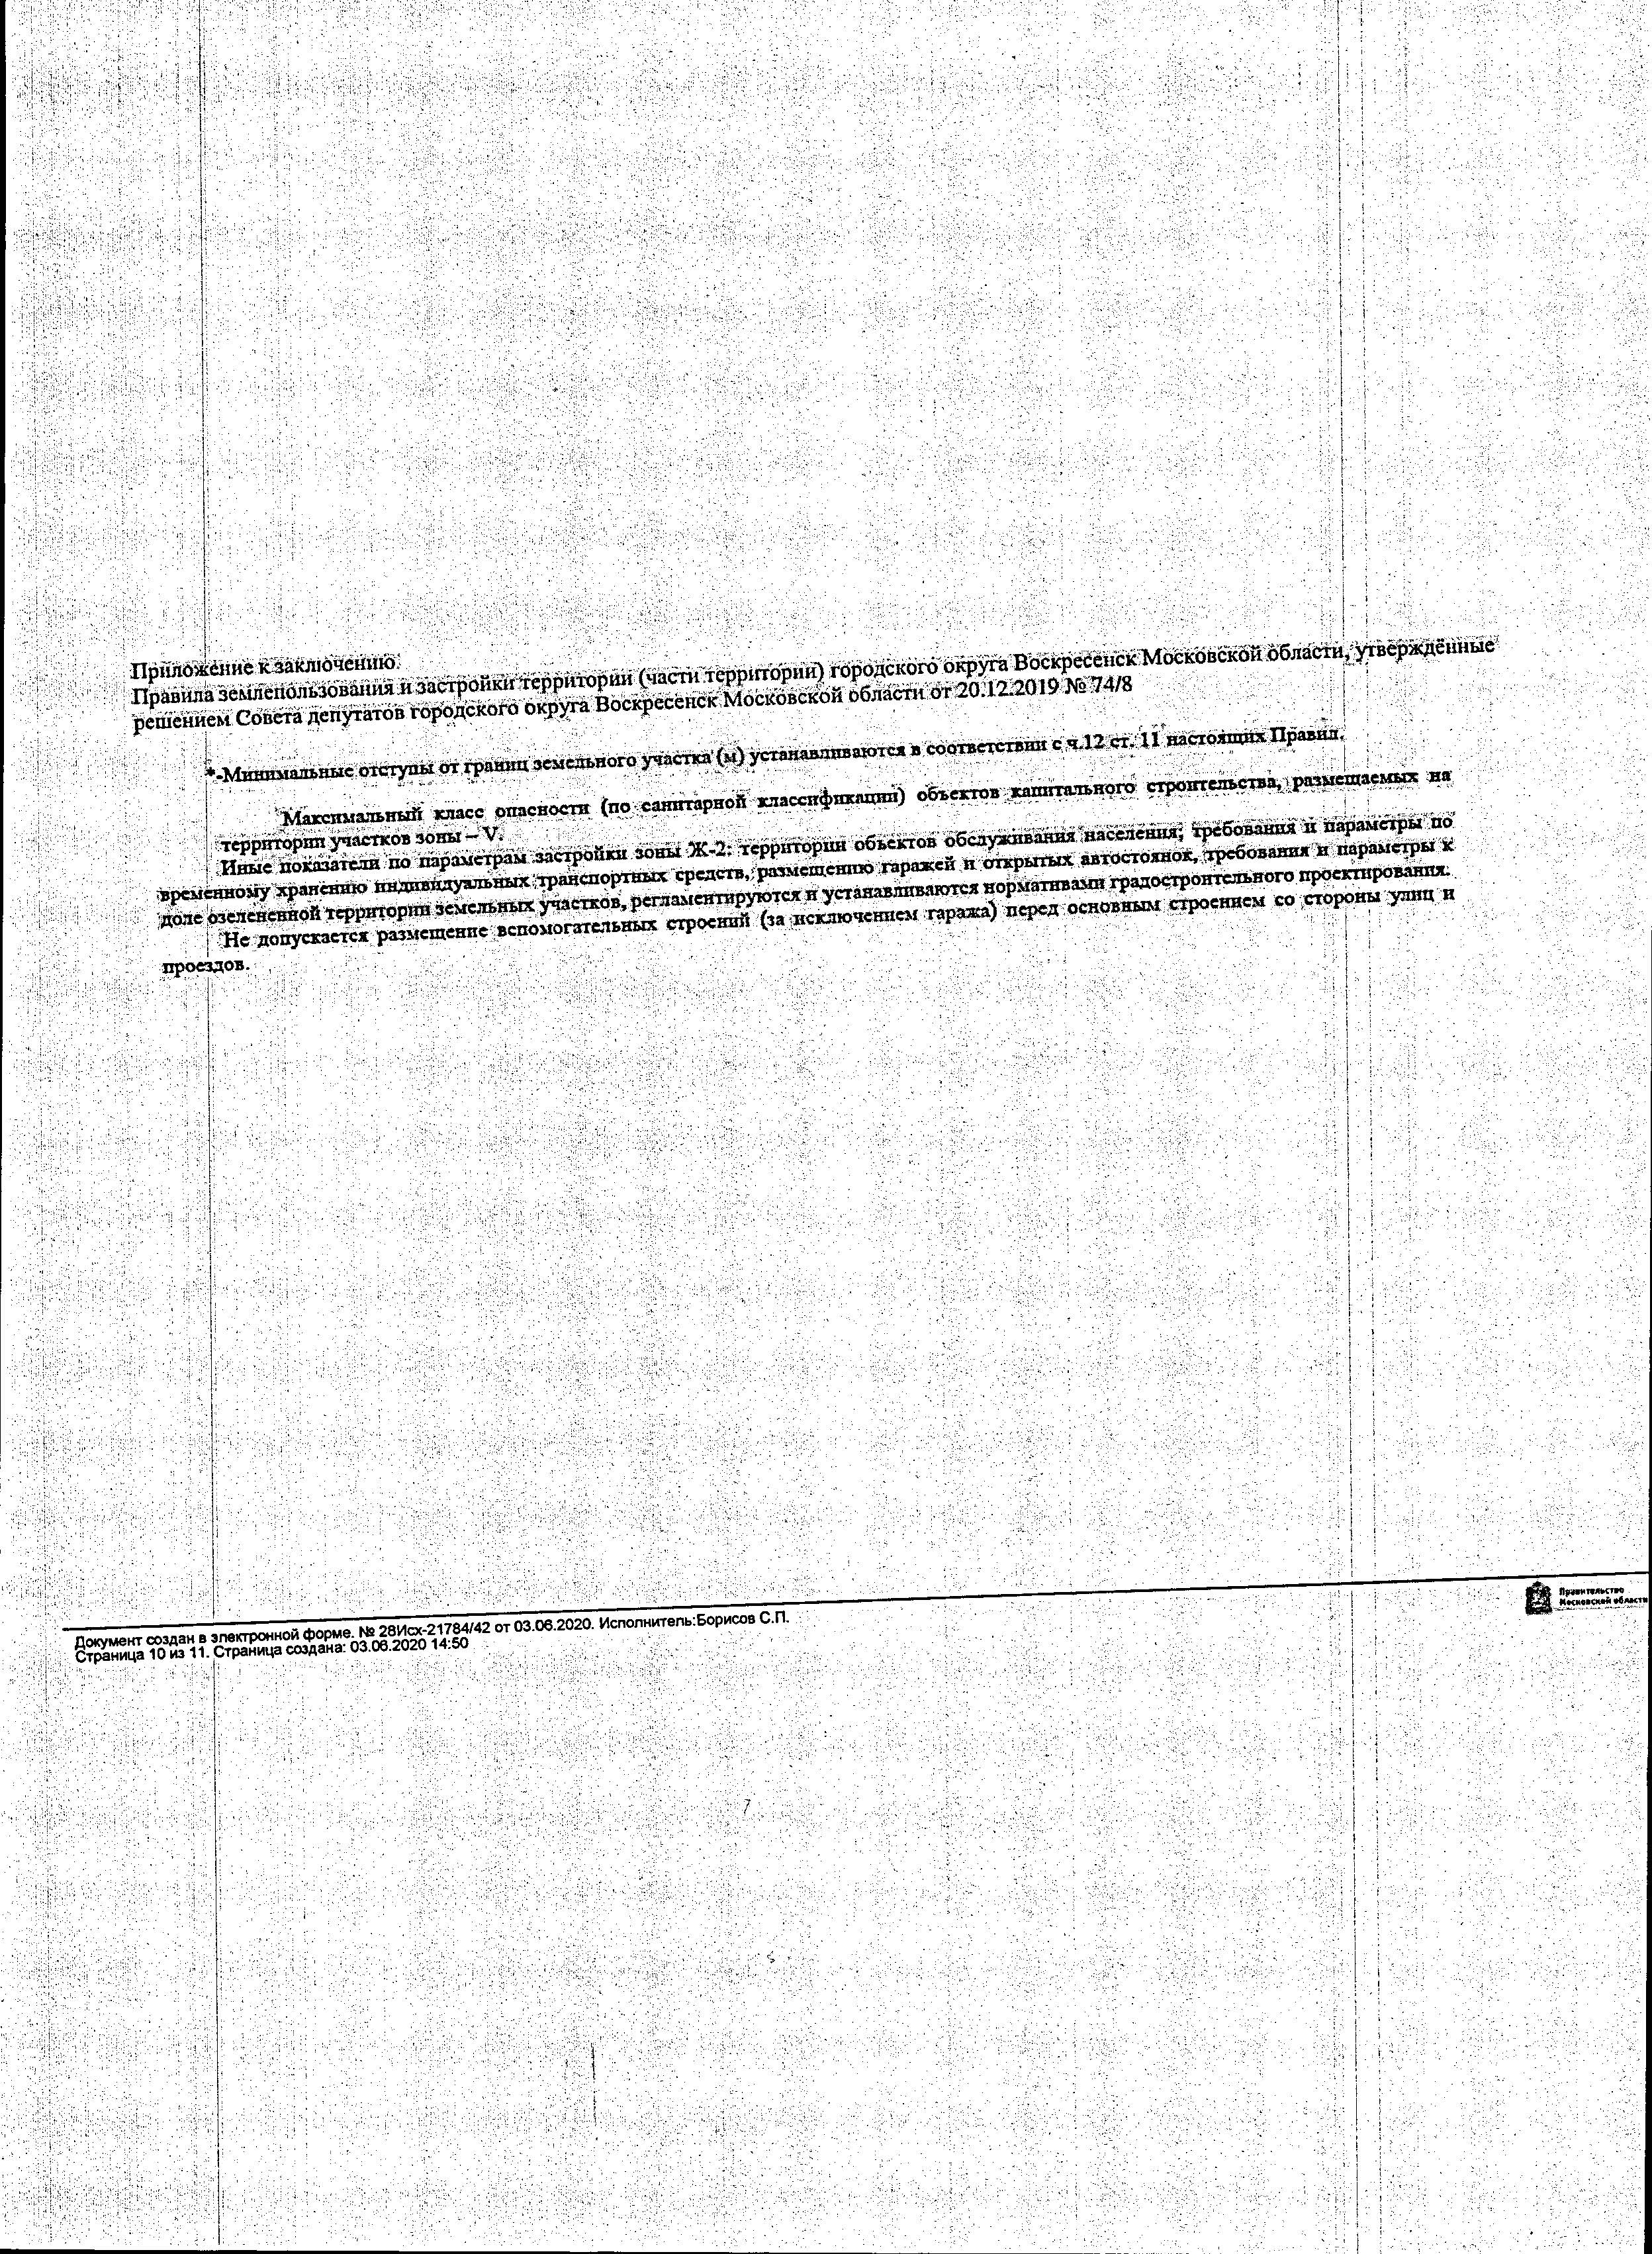 Приложение к заключению.
Правила землепользования и застройки территории (части территории) городского округа Воскресенск Московской области, утверждённые
решением Совета депутатов городского округа Воскресенск Московской области от 20.12.2019 № 74/8
*-Минимальные отступы от границ земельного участка (м) устанавливаются в соответствии с ч.12 ст. 11 настоящих Правил.
Максимальный класс опасности (по санитарной классификации) объектов капитального строительства, размещаемых на
территории участков зоны – V.
Иные показатели по параметрам застройки зоны Ж-2: территории объектов обслуживания населения; требования и параметры по
временному хранению индивидуальных транспортных средств, размещению гаражей и открытых автостоянок, требования и параметры к
доле озелененной территории земельных участков, регламентируются и устанавливаются нормативами градостроительного проектирования.
Не допускается размещение вспомогательных строений (за исключением гаража) перед основным строением со стороны улиц и
проездов.
Правительство
Московской области
Документ создан в электронной форме. № 28Исх-21784/42 от 03.06.2020. Исполнитель:Борисов С.П.
Страница 10 из 11. Страница создана: 03.06.2020 14:50